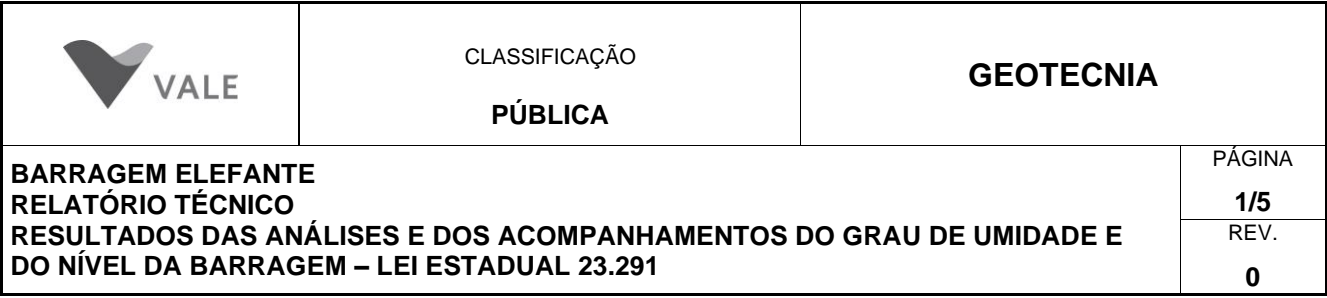 VALE
CLASSIFICAÇÃO
PÚBLICA
GEOTECNIA
BARRAGEM ELEFANTE
RELATÓRIO TÉCNICO
RESULTADOS DAS ANÁLISES E DOS ACOMPANHAMENTOS DO GRAU DE UMIDADE E
DO NÍVEL DA BARRAGEM – LEI ESTADUAL 23.291
PÁGINA
1/5
REV.
0